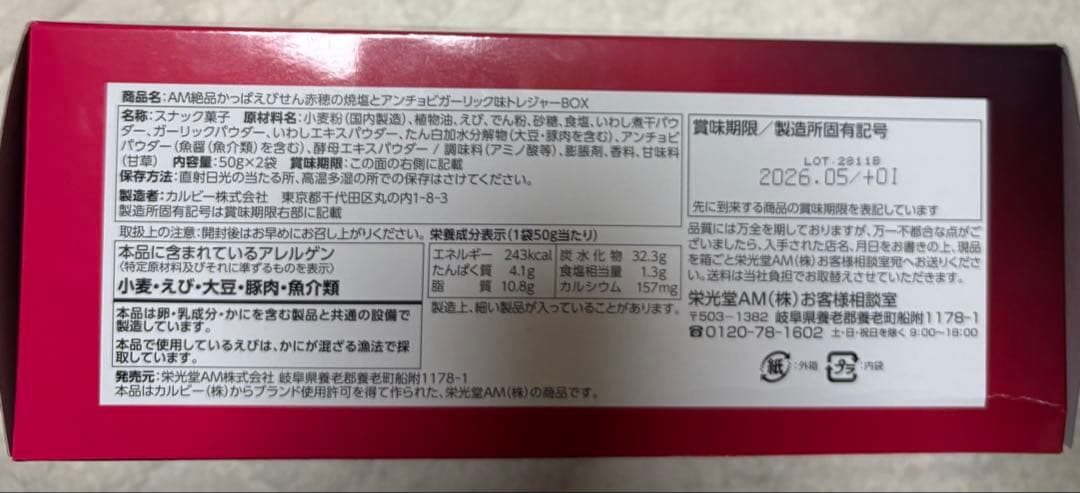 商品名:AM絶品かっぱえびせん赤穂の焼塩とアンチョビガーリック味トレジャーBOX
名称:スナック菓子 原材料名:小麦粉(国内製造)、植物油、えび、でん粉、砂糖、食塩、いわし煮干パウ
ダー、ガーリックパウダー、いわしエキスパウダー、たん白加水分解物(大豆・豚肉を含む)、アンチョビ
パウダー(魚醤(魚介類)を含む)、酵母エキスパウダー/調味料(アミノ酸等)、膨脹剤、香料、甘味料
(甘草) 内容量:50g×2袋 賞味期限:この面の右側に記載
保存方法:直射日光の当たる所、高温多湿の所での保存はさけてください。
製造者:カルビー株式会社 東京都千代田区丸の内1-8-3
製造所固有記号は賞味期限右部に記載
取扱上の注意:開封後はお早めにお召し上がりください。
本品に含まれているアレルゲン
(特定原材料及びそれに準ずるものを表示)
小麦・えび・大豆・豚肉・魚介類
本品は卵・乳成分・かにを含む製品と共通の設備で
製造しています。
本品で使用しているえびは、かにが混ざる漁法で採
取しています。
栄養成分表示(1袋50g当たり)
エネルギー 243kcal 炭水化物 32.3g
たんぱく質 4.1g 食塩相当量 1.3g
脂質 10.8g カルシウム 157mg
製造上、細い製品が入っていることがあります。
発売元:栄光堂AM株式会社 岐阜県養老郡養老町船附1178-1
本品はカルビー(株)からブランド使用許可を得て作られた、栄光堂AM(株)の商品です。
賞味期限/製造所固有記号
LOT.2811B
2026.05/+01
先に到来する商品の賞味期限を表記しています
品質には万全を期しておりますが、万一不都合な点がご
ざいましたら、入手された店名、月日をお書きの上、現品
を箱ごと栄光堂AM(株)お客様相談室宛へお送りくださ
い。送料は当社負担でお取替えさせていただきます。
栄光堂AM(株)お客様相談室
〒503-1382 岐阜県養老郡養老町船附1178-1
☎0120-78-1602 土・日・祝日を除く 9:00~18:00
紙:外箱 プラ:内袋